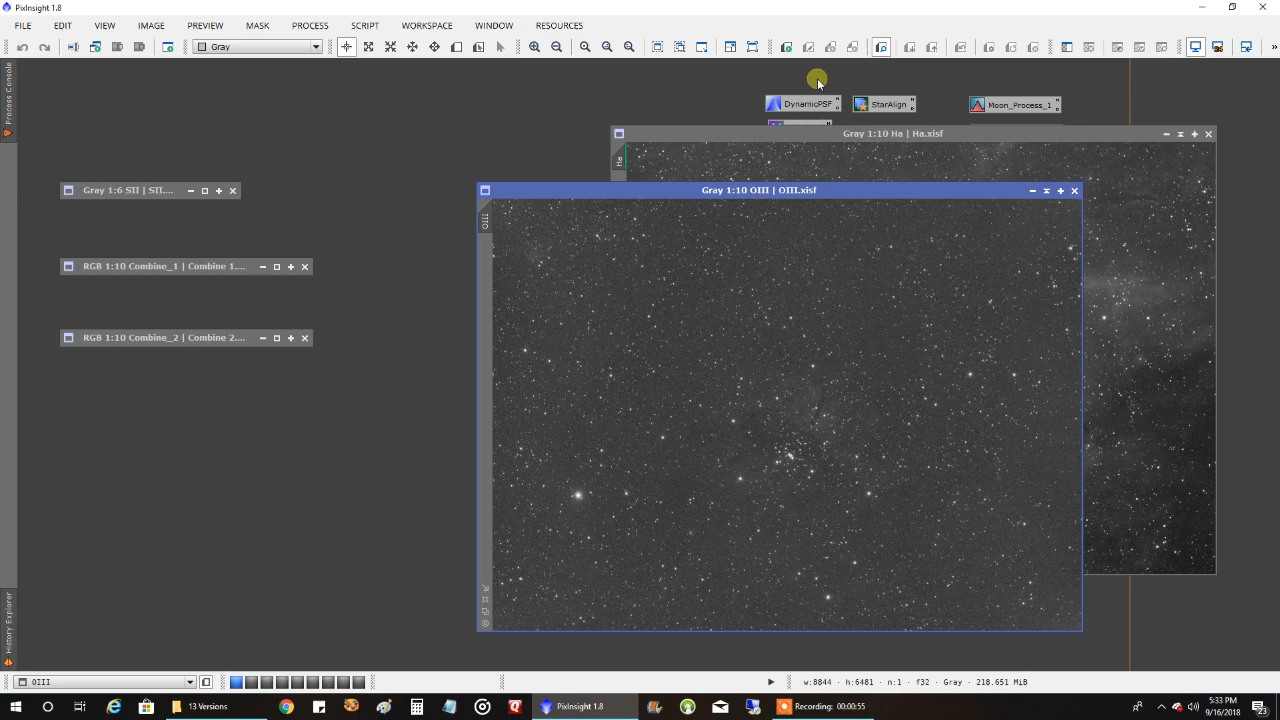 PixInsight 1.8
FILE EDIT VIEW IMAGE PREVIEW MASK PROCESS SCRIPT WORKSPACE WINDOW RESOURCES
Gray
Process Console
DynamicPSF
StarAlign
Moon_Process_1
Gray 1:10 Ha | Ha.xisf
Ha
Gray 1:6 SII | SII....
Gray 1:10 OIII | OIII.xisf
OIII
RGB 1:10 Combine_1 | Combine 1....
RGB 1:10 Combine_2 | Combine 2....
History Explorer
OIII
w:8844 · h:6481 · n:1 · f32 · Gray · 218.651 MiB
13 Versions
PixInsight 1.8
Recording: 00:00:55
5:33 PM
9/16/2018
23